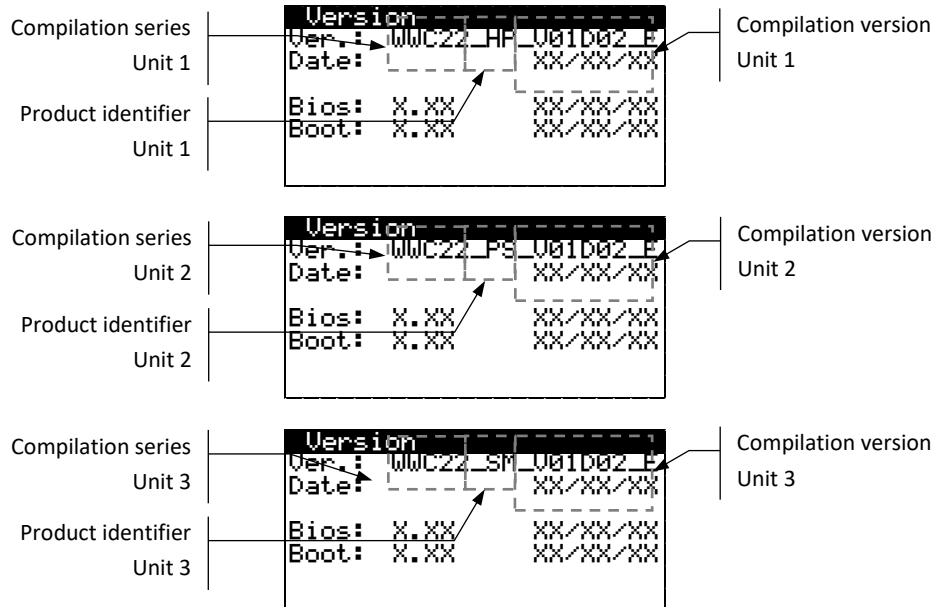 Version
Ver.: WWC22_HP_V01D02_E
Date: XX/XX/XX
Bios: X.XX XX/XX/XX
Boot: X.XX XX/XX/XX
Compilation series
Unit 1
Product identifier
Unit 1
Compilation version
Unit 1
Version
Ver.: WWC22_PS_V01D02_E
Date: XX/XX/XX
Bios: X.XX XX/XX/XX
Boot: X.XX XX/XX/XX
Compilation series
Unit 2
Product identifier
Unit 2
Compilation version
Unit 2
Version
Ver.: WWC22_SM_V01D02_E
Date: XX/XX/XX
Bios: X.XX XX/XX/XX
Boot: X.XX XX/XX/XX
Compilation series
Unit 3
Product identifier
Unit 3
Compilation version
Unit 3